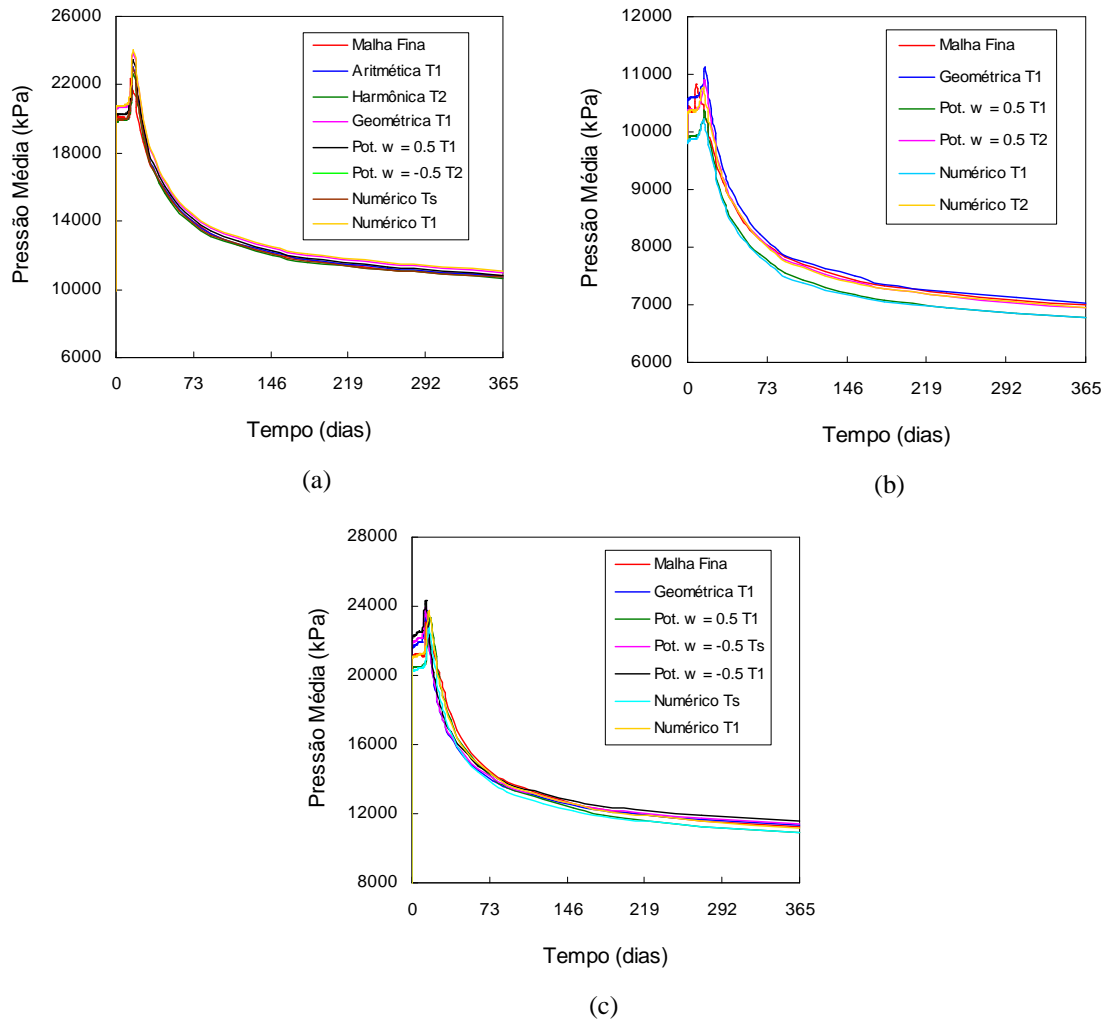 26000
22000
18000
14000
10000
6000
Pressão Média (kPa)
0 73 146 219 292 365
Tempo (dias)
Malha Fina
Aritmética T1
Harmônica T2
Geométrica T1
Pot. w = 0.5 T1
Pot. w = -0.5 T2
Numérico Ts
Numérico T1
(a)
12000
11000
10000
9000
8000
7000
6000
Pressão Média (kPa)
0 73 146 219 292 365
Tempo (dias)
Malha Fina
Geométrica T1
Pot. w = 0.5 T1
Pot. w = 0.5 T2
Numérico T1
Numérico T2
(b)
28000
24000
20000
16000
12000
8000
Pressão Média (kPa)
0 73 146 219 292 365
Tempo (dias)
Malha Fina
Geométrica T1
Pot. w = 0.5 T1
Pot. w = -0.5 Ts
Pot. w = -0.5 T1
Numérico Ts
Numérico T1
(c)